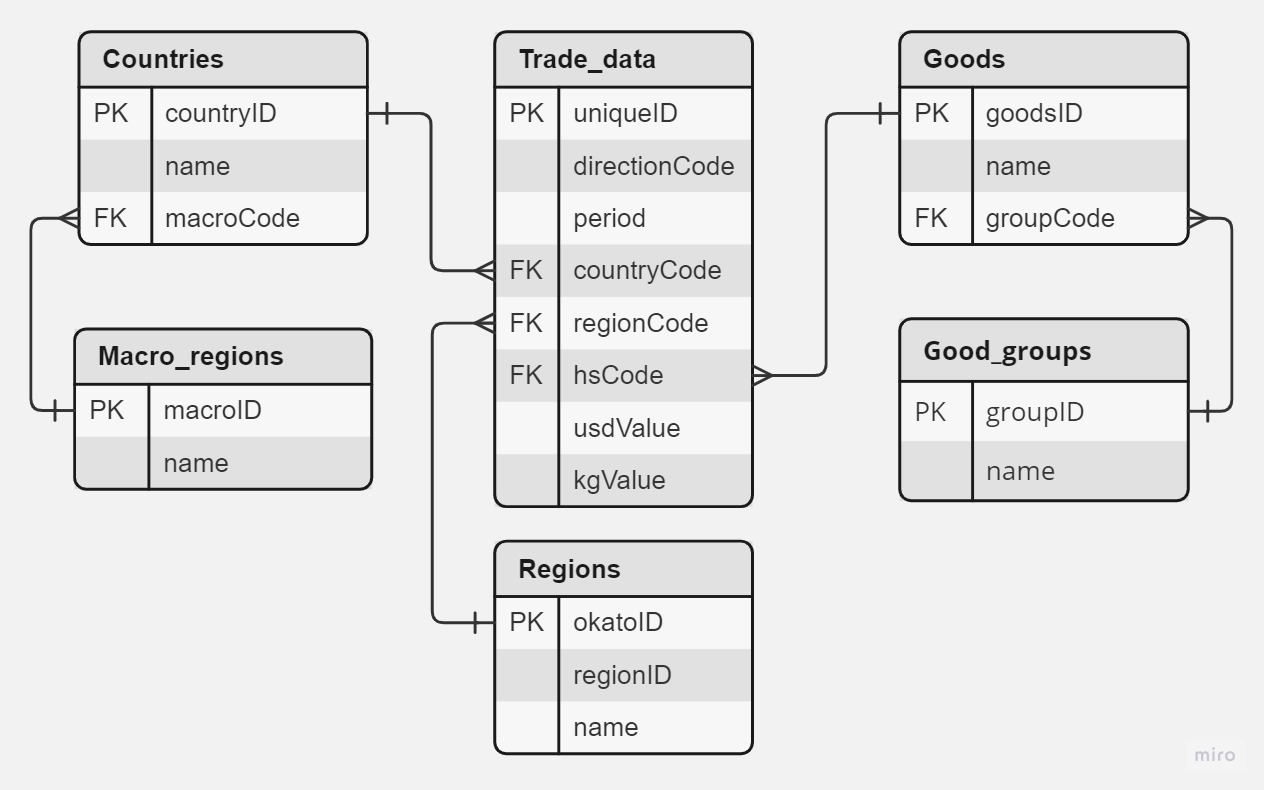 Countries
PK countryID
name
FK macroCode
Macro_regions
PK macroID
name
Trade_data
PK uniqueID
directionCode
period
FK countryCode
FK regionCode
FK hsCode
usdValue
kgValue
Regions
PK okatoID
regionID
name
Goods
PK goodsID
name
FK groupCode
Good_groups
PK groupID
name
miro